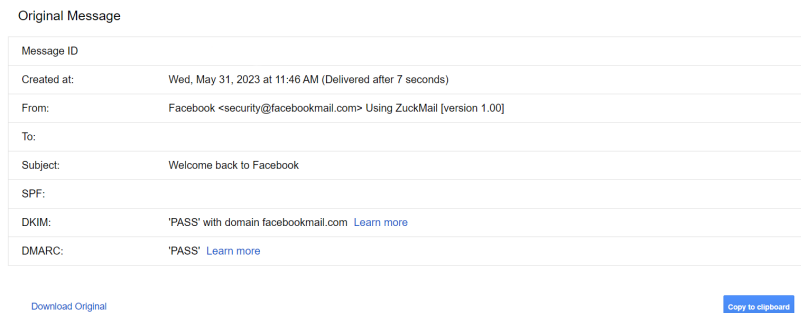 Original Message
Message ID
Created at: Wed, May 31, 2023 at 11:46 AM (Delivered after 7 seconds)
From: Facebook <security@facebookmail.com> Using ZuckMail [version 1.00]
To:
Subject: Welcome back to Facebook
SPF:
DKIM: 'PASS' with domain facebookmail.com Learn more
DMARC: 'PASS' Learn more
Download Original Copy to clipboard